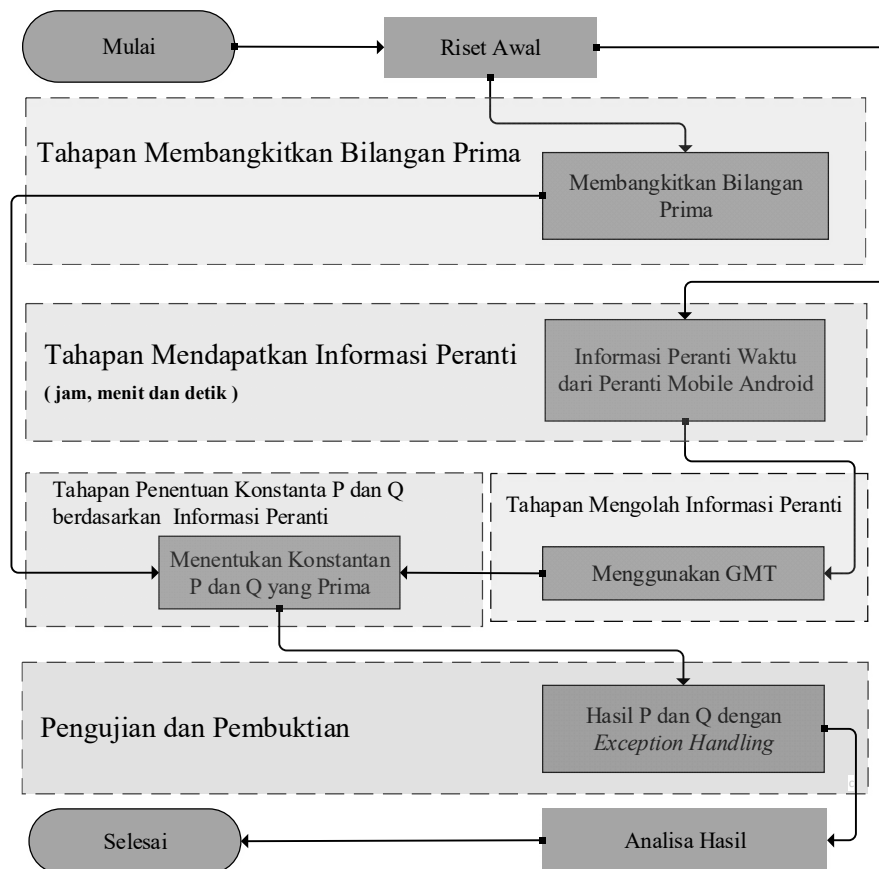 Mulai
Riset Awal
Tahapan Membangkitkan Bilangan Prima
Membangkitkan Bilangan
Prima
Tahapan Mendapatkan Informasi Peranti
( jam, menit dan detik )
Informasi Peranti Waktu
dari Peranti Mobile Android
Tahapan Penentuan Konstanta P dan Q
berdasarkan Informasi Peranti
Menentukan Konstantan
P dan Q yang Prima
Tahapan Mengolah Informasi Peranti
Menggunakan GMT
Pengujian dan Pembuktian
Hasil P dan Q dengan
Exception Handling
Selesai
Analisa Hasil